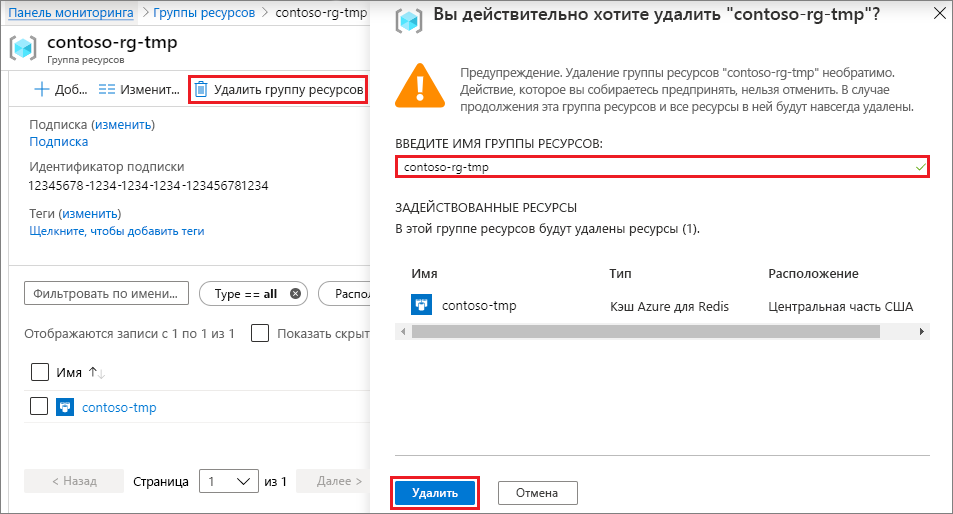 Панель мониторинга > Группы ресурсов > contoso-rg-tmp
contoso-rg-tmp
Группа ресурсов
Доб... Изменит... Удалить группу ресурсов
Подписка (изменить)
Подписка
Идентификатор подписки
12345678-1234-1234-1234-123456781234
Теги (изменить)
Щелкните, чтобы добавить теги
Фильтровать по имени... Type == all Распол
Отображаются записи с 1 по 1 из 1 Показать скрыт
Имя ↑↓
contoso-tmp
< Назад Страница 1 из 1 Далее >
Вы действительно хотите удалить "contoso-rg-tmp"?
Предупреждение. Удаление группы ресурсов "contoso-rg-tmp" необратимо.
Действие, которое вы собираетесь предпринять, нельзя отменить. В случае
продолжения эта группа ресурсов и все ресурсы в ней будут навсегда удалены.
ВВЕДИТЕ ИМЯ ГРУППЫ РЕСУРСОВ:
contoso-rg-tmp
ЗАДЕЙСТВОВАННЫЕ РЕСУРСЫ
В этой группе ресурсов будут удалены ресурсы (1).
Имя Тип Расположение
contoso-tmp Кэш Azure для Redis Центральная часть США
Удалить Отмена